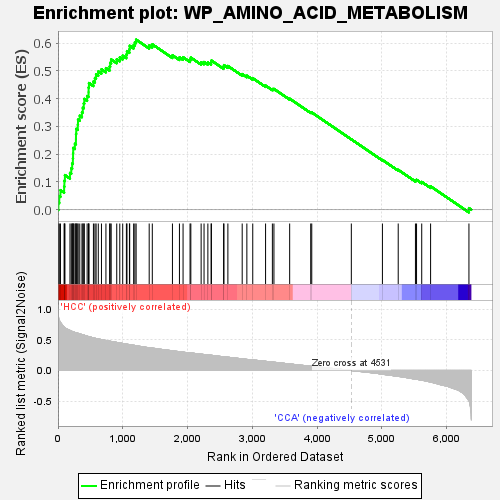 Enrichment plot: WP_AMINO_ACID_METABOLISM
Enrichment score (ES)
0.6
0.5
0.4
0.3
0.2
0.1
0.0
'HCC' (positively correlated)
Ranked list metric (Signal2Noise)
1.0
0.5
0.0
-0.5
Zero cross at 4531
'CCA' (negatively correlated)
0
1,000
2,000
3,000
4,000
5,000
6,000
Rank in Ordered Dataset
Enrichment profile
Hits
Ranking metric scores